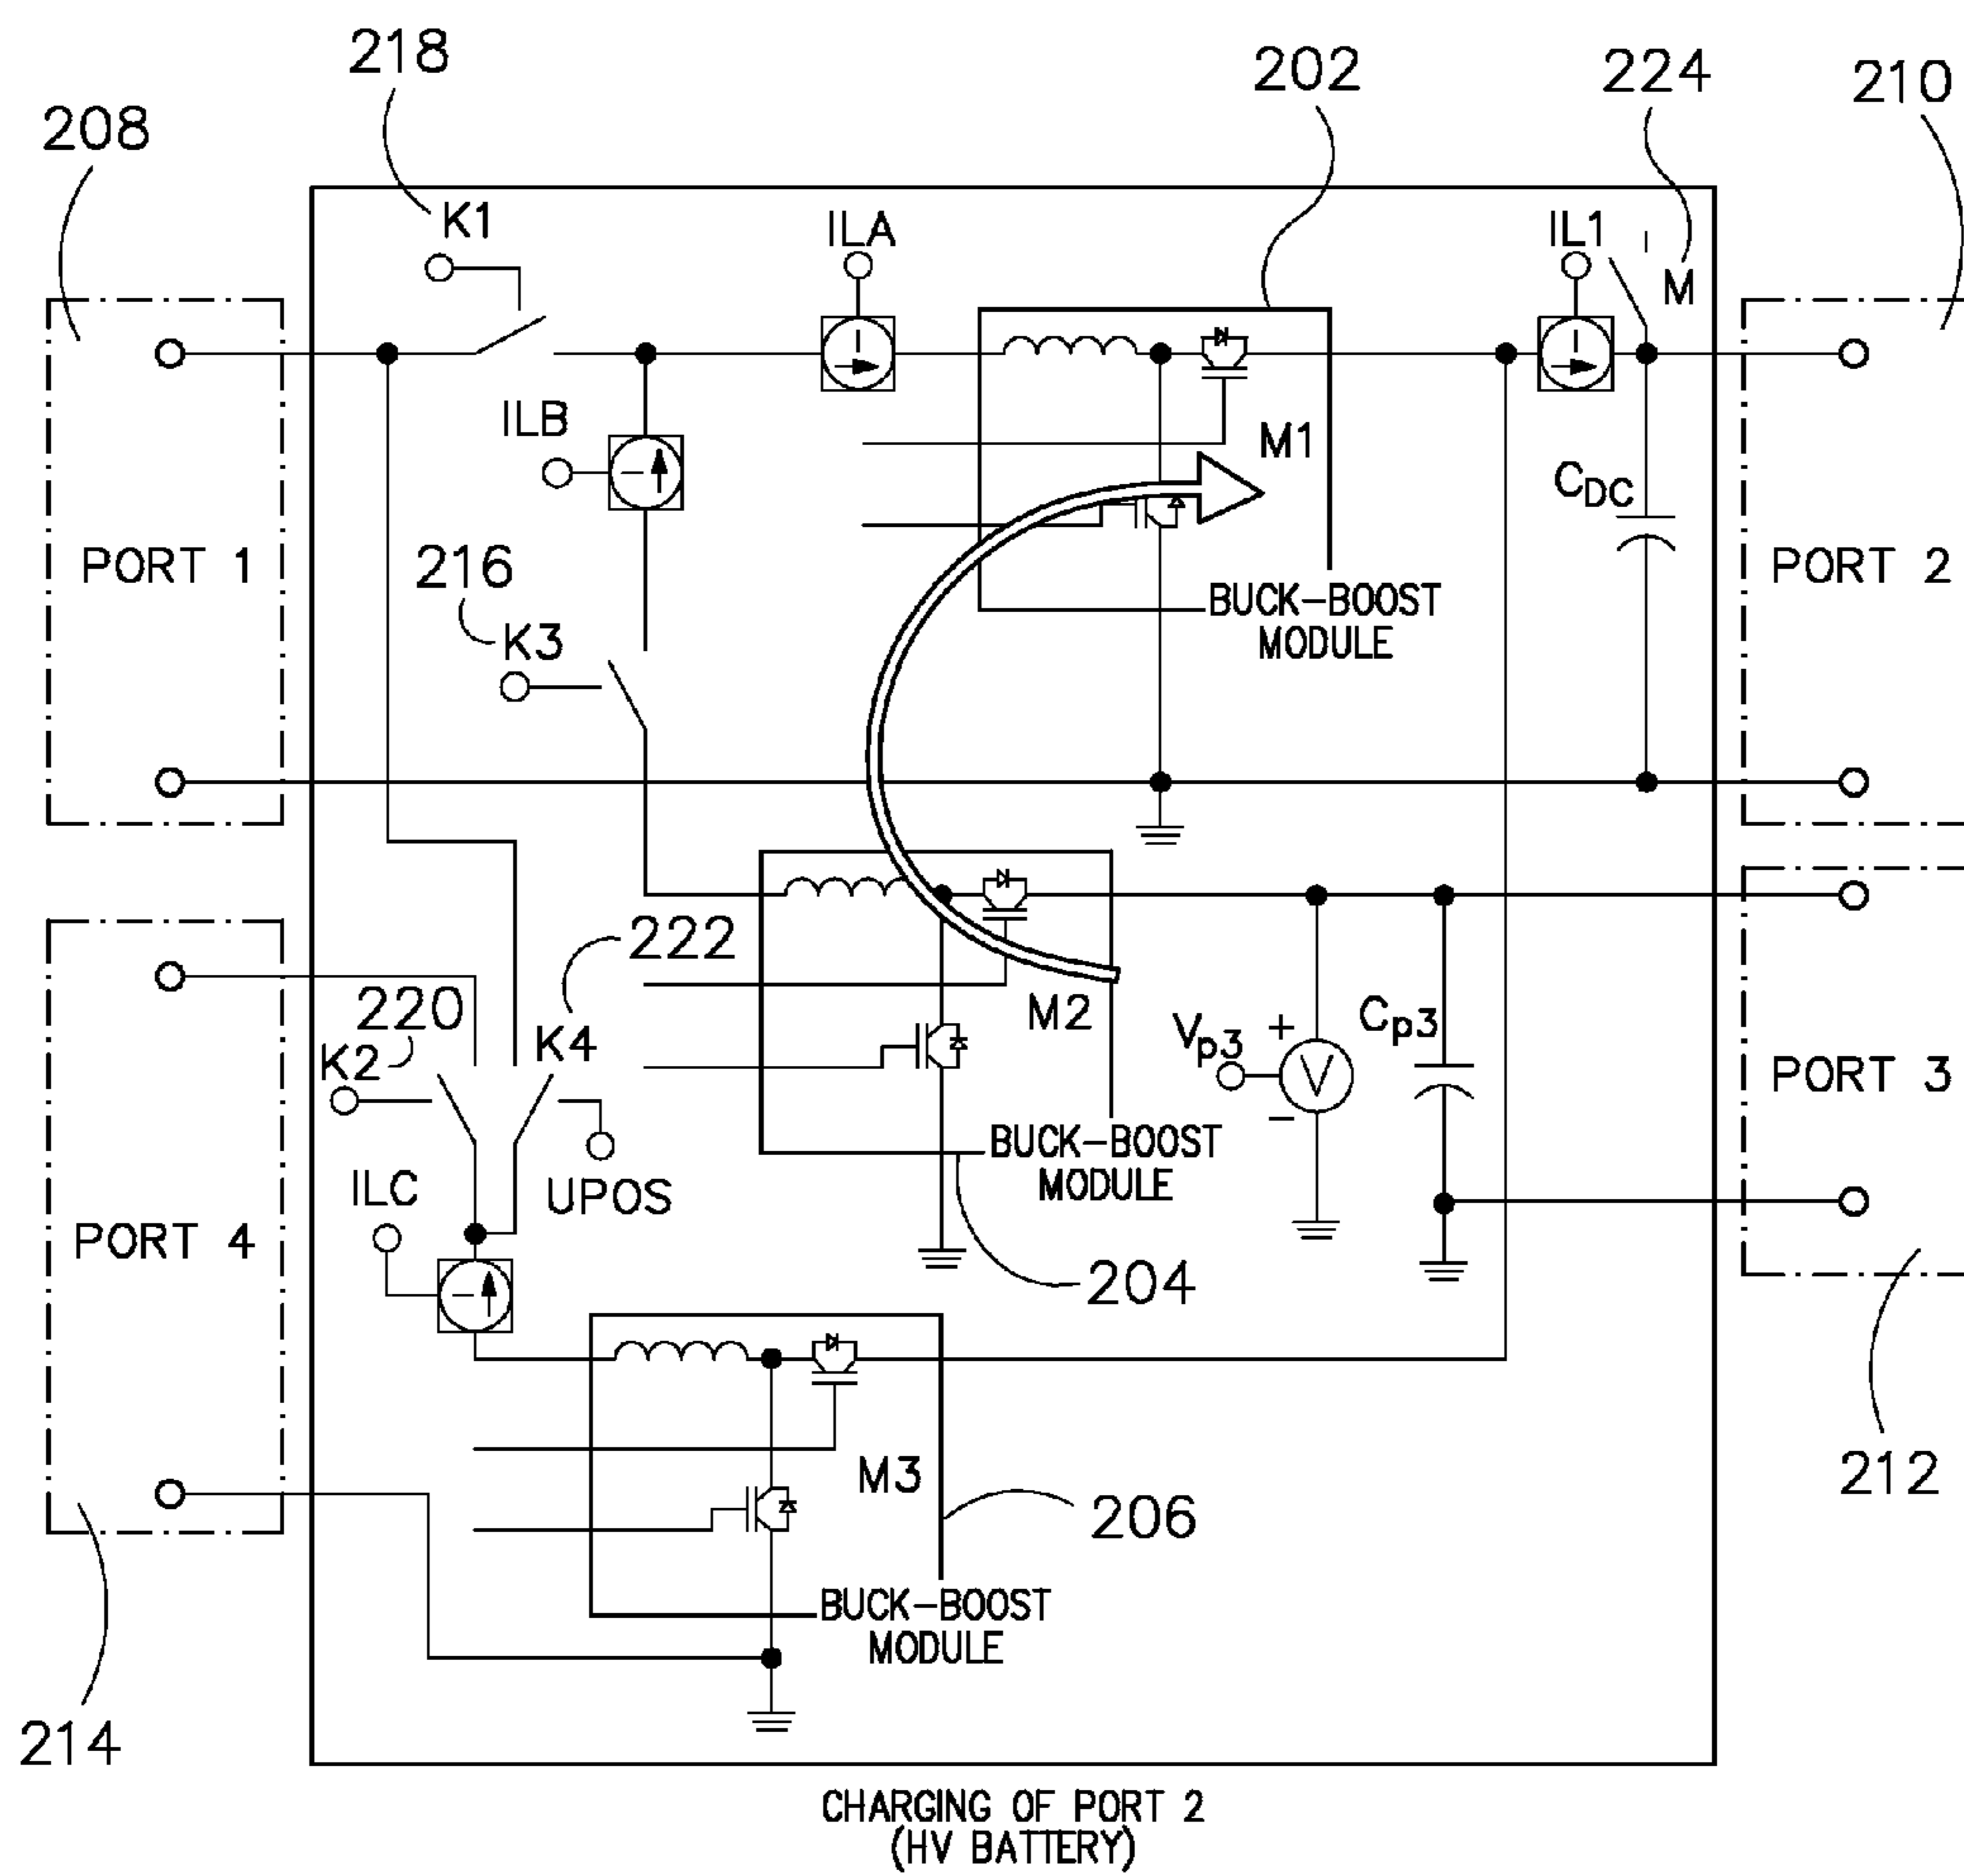 218
202
224
210
208
K1
ILA
IL1
M
ILB
M1
CDC
PORT 1
216
PORT 2
BUCK-BOOST
MODULE
K3
222
220
K2
K4
M2
Vp3
+
V
-
Cp3
PORT 3
BUCK-BOOST
MODULE
ILC
UPOS
PORT 4
204
M3
206
212
BUCK-BOOST
MODULE
214
CHARGING OF PORT 2
(HV BATTERY)